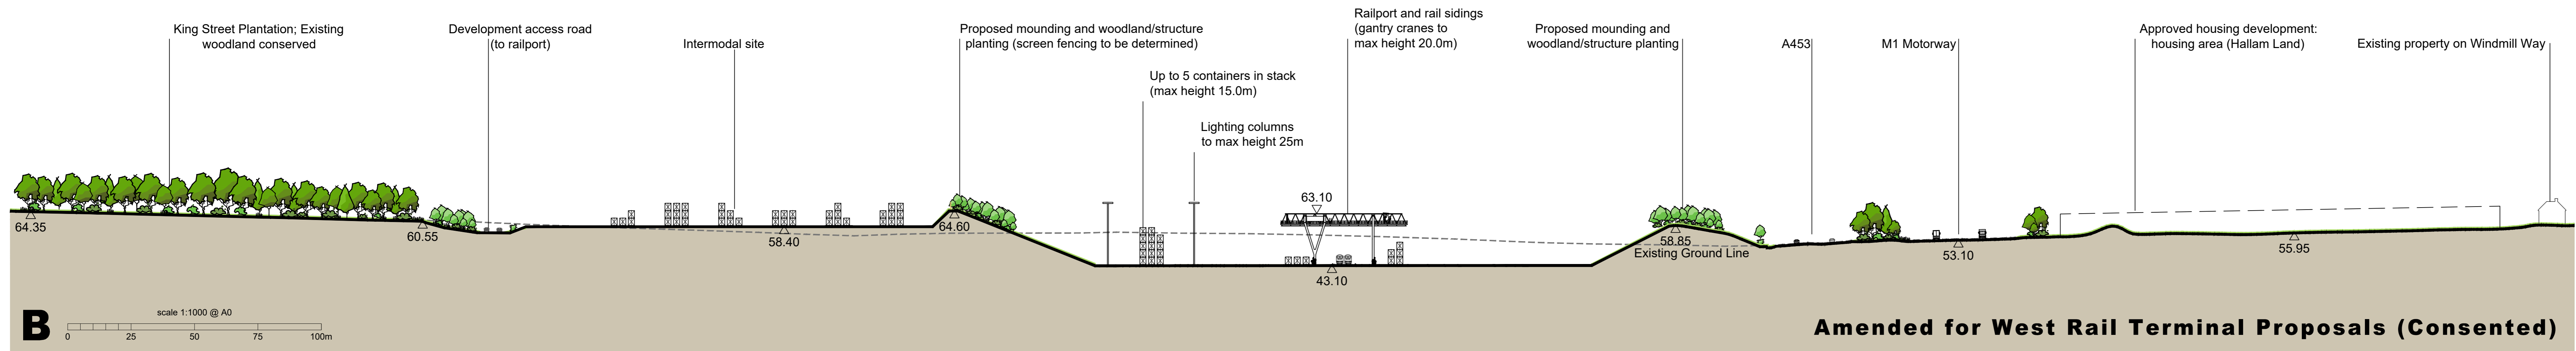 King Street Plantation; Existing
woodland conserved
Development access road
(to railport)
Intermodal site
Proposed mounding and woodland/structure
planting (screen fencing to be determined)
Up to 5 containers in stack
(max height 15.0m)
Lighting columns
to max height 25m
Railport and rail sidings
(gantry cranes to
max height 20.0m)
Proposed mounding and
woodland/structure planting
A453
M1 Motorway
Approved housing development:
housing area (Hallam Land)
Existing property on Windmill Way
64.35
60.55
58.40
64.60
63.10
43.10
58.85
Existing Ground Line
53.10
55.95
B
scale 1:1000 @ A0
0 25 50 75 100m
Amended for West Rail Terminal Proposals (Consented)